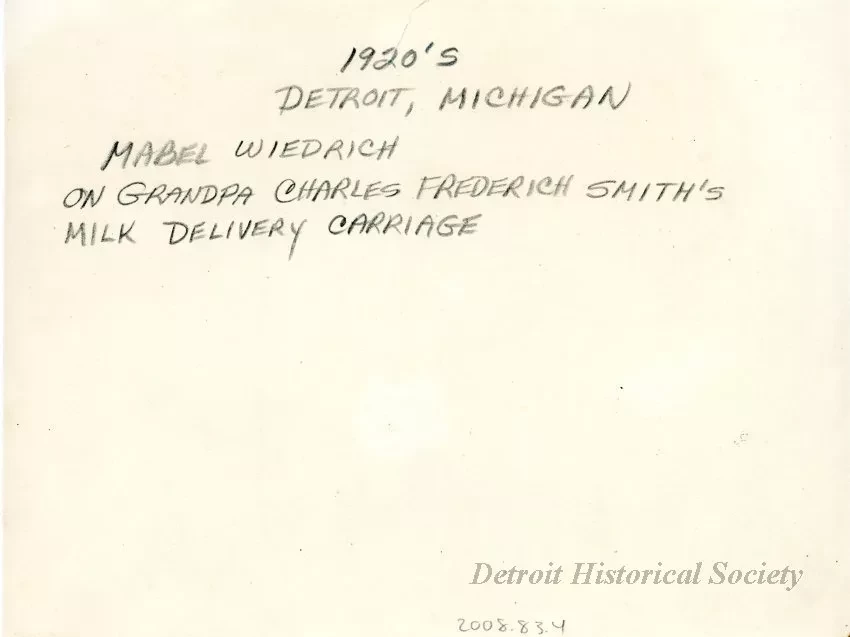 1920's
DETROIT, MICHIGAN
MABEL WIEDRICH
ON GRANDPA CHARLES FREDERICH SMITH'S
MILK DELIVERY CARRIAGE
Detroit Historical Society
2008.83.4